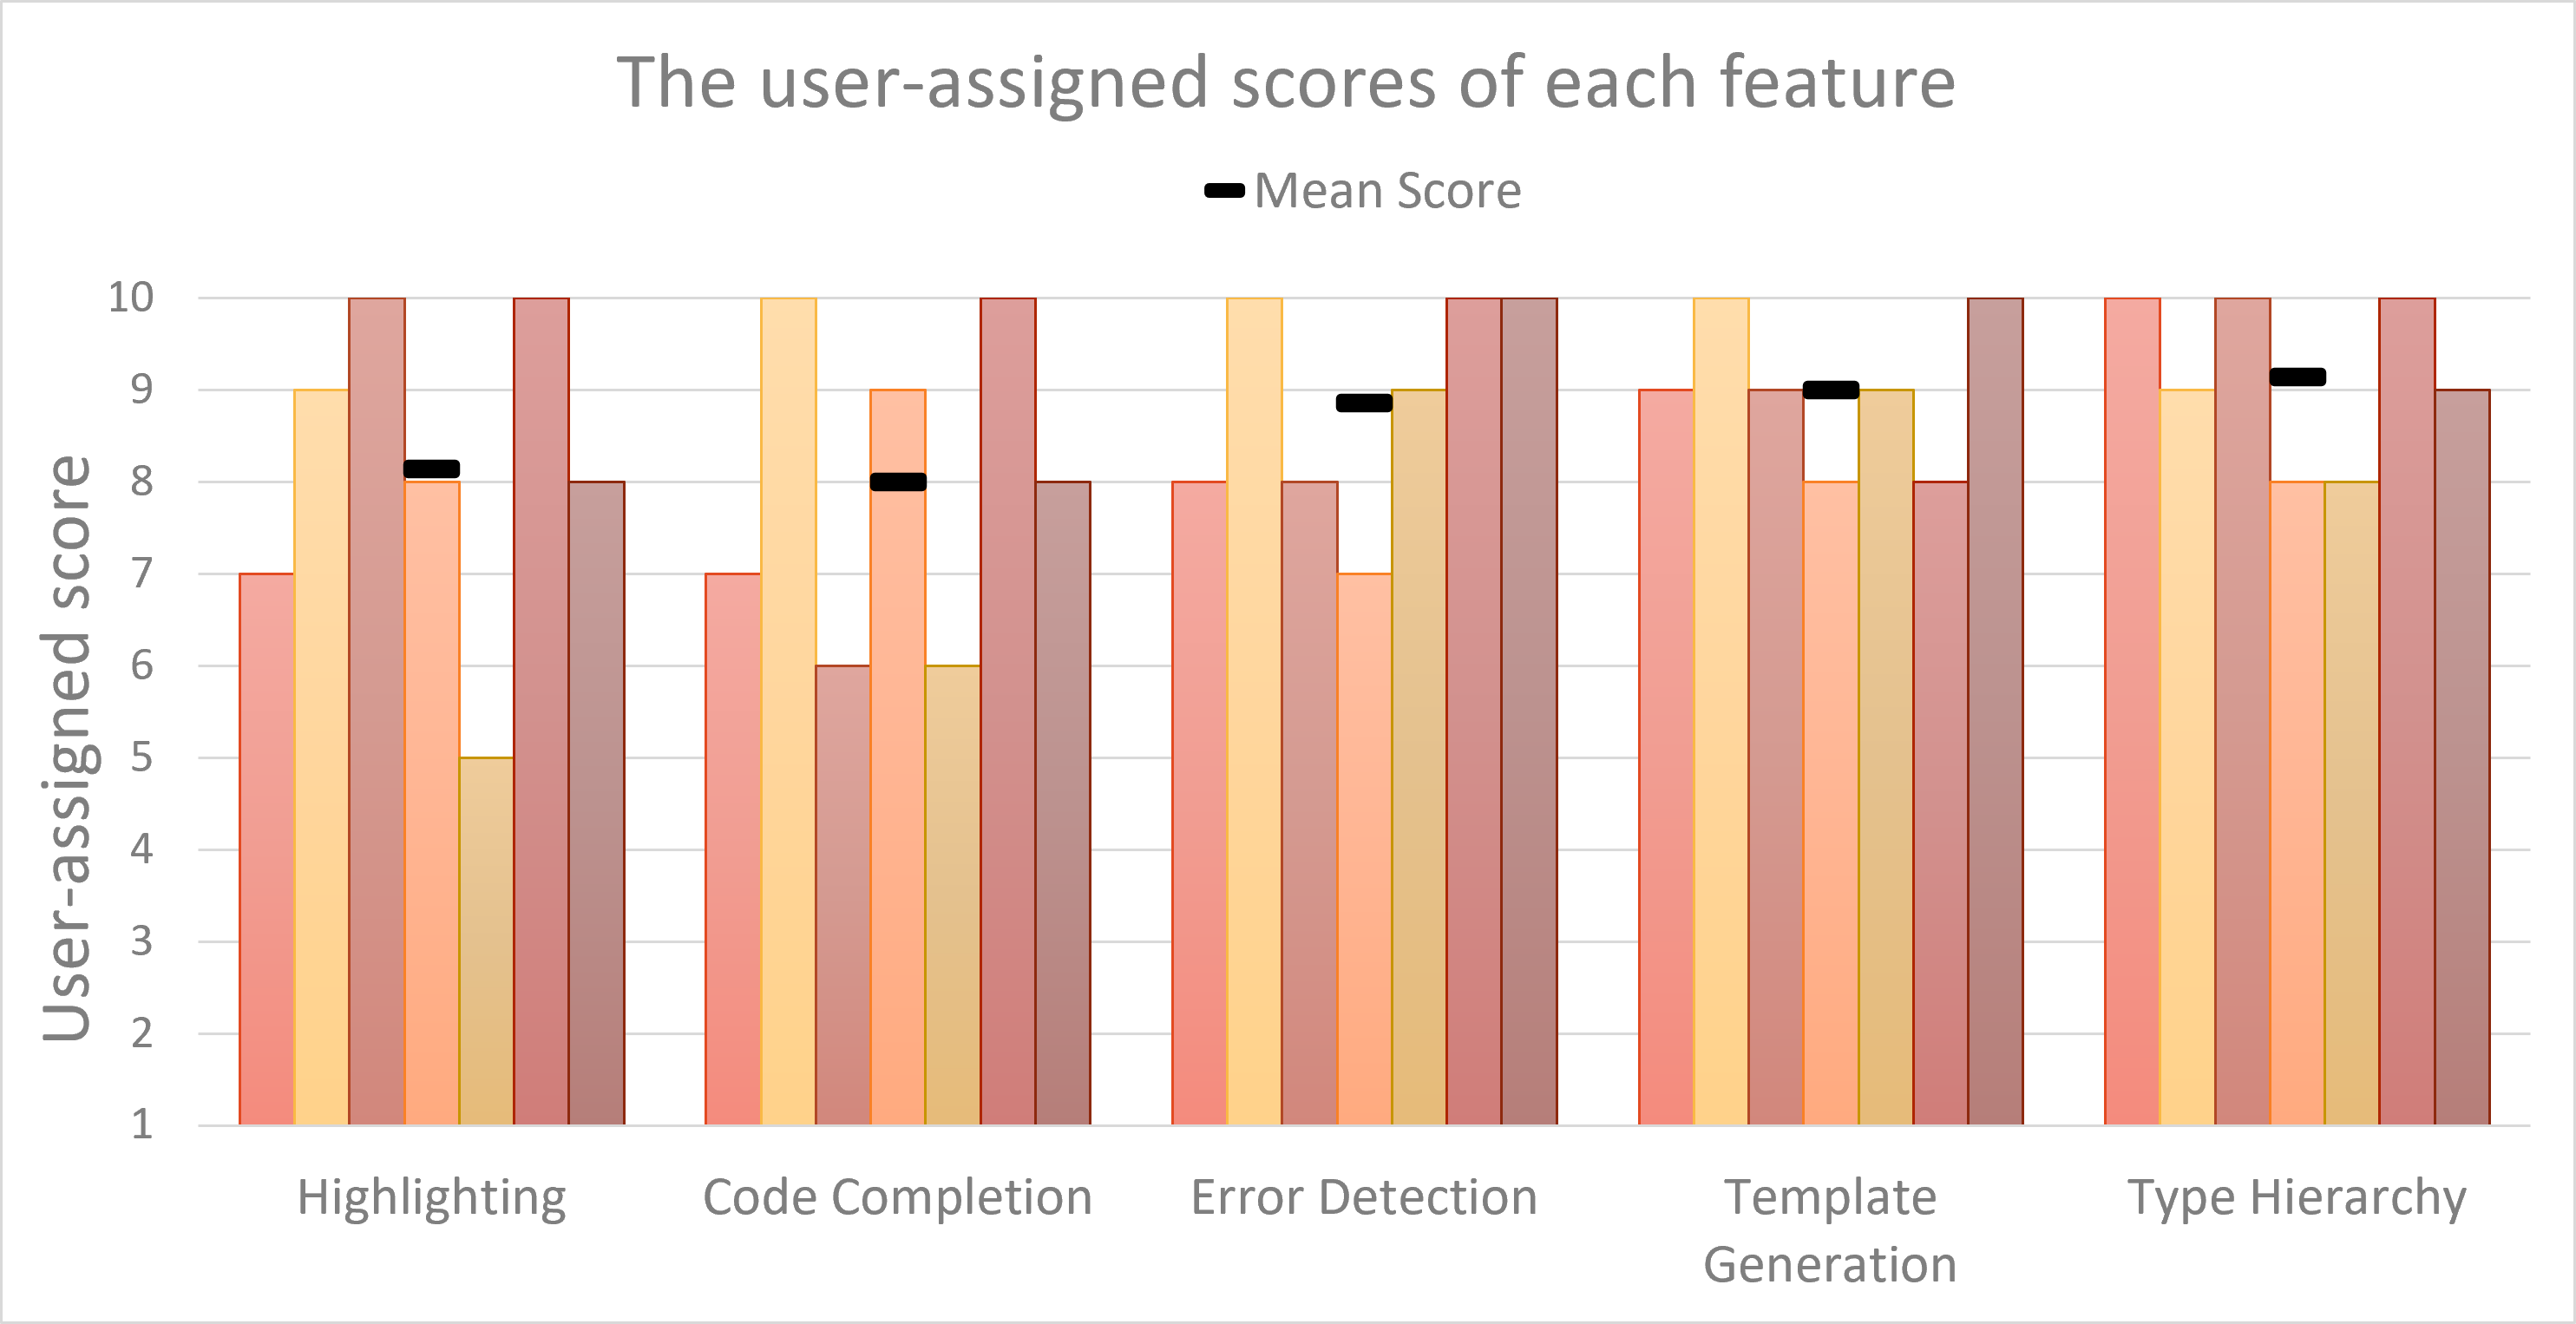 The user-assigned scores of each feature
Mean Score
User-assigned score
10
9
8
7
6
5
4
3
2
1
Highlighting
Code Completion
Error Detection
Template
Generation
Type Hierarchy